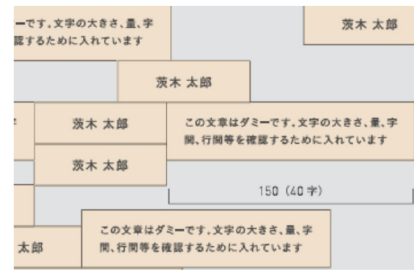 ーです。文字の大きさ、量、字
認するために入れています
茨木 太郎
茨木 太郎
茨木 太郎
この文章はダミーです。文字の大きさ、量、字
間、行間等を確認するために入れています
茨木 太郎
150（40字）
この文章はダミーです。文字の大きさ、量、字
間、行間等を確認するために入れています
太郎